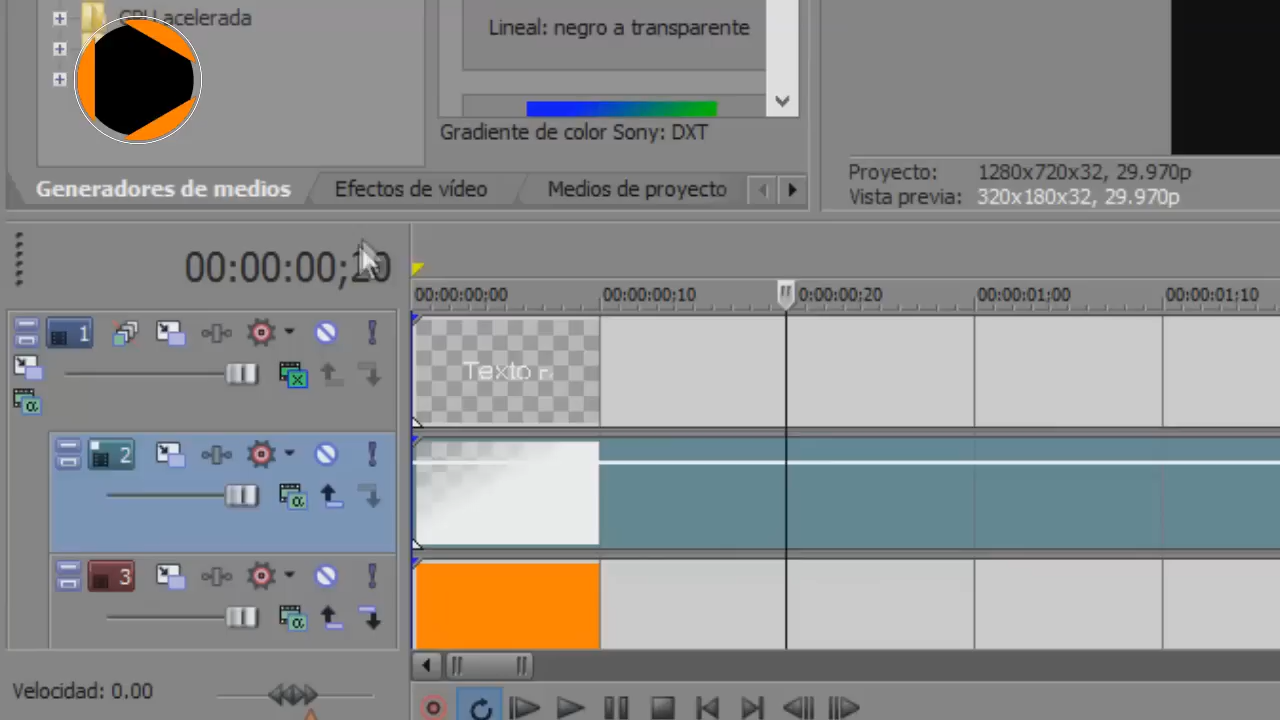 acelerada
Lineal: negro a transparente
Gradiente de color Sony: DXT
Generadores de medios
Efectos de vídeo
Medios de proyecto
Proyecto: 1280x720x32, 29.970p
Vista previa: 320x180x32, 29.970p
00:00:00;20
00:00:00;00
00:00:00;10
0:00:00;20
00:00:01;00
00:00:01;10
1
Texto
2
3
Velocidad: 0.00